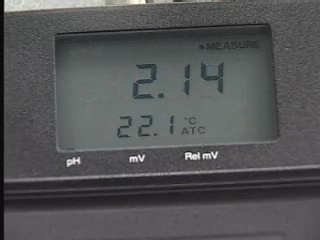 MEASURE
2.14
22.1 °C
ATC
pH mV Rel mV